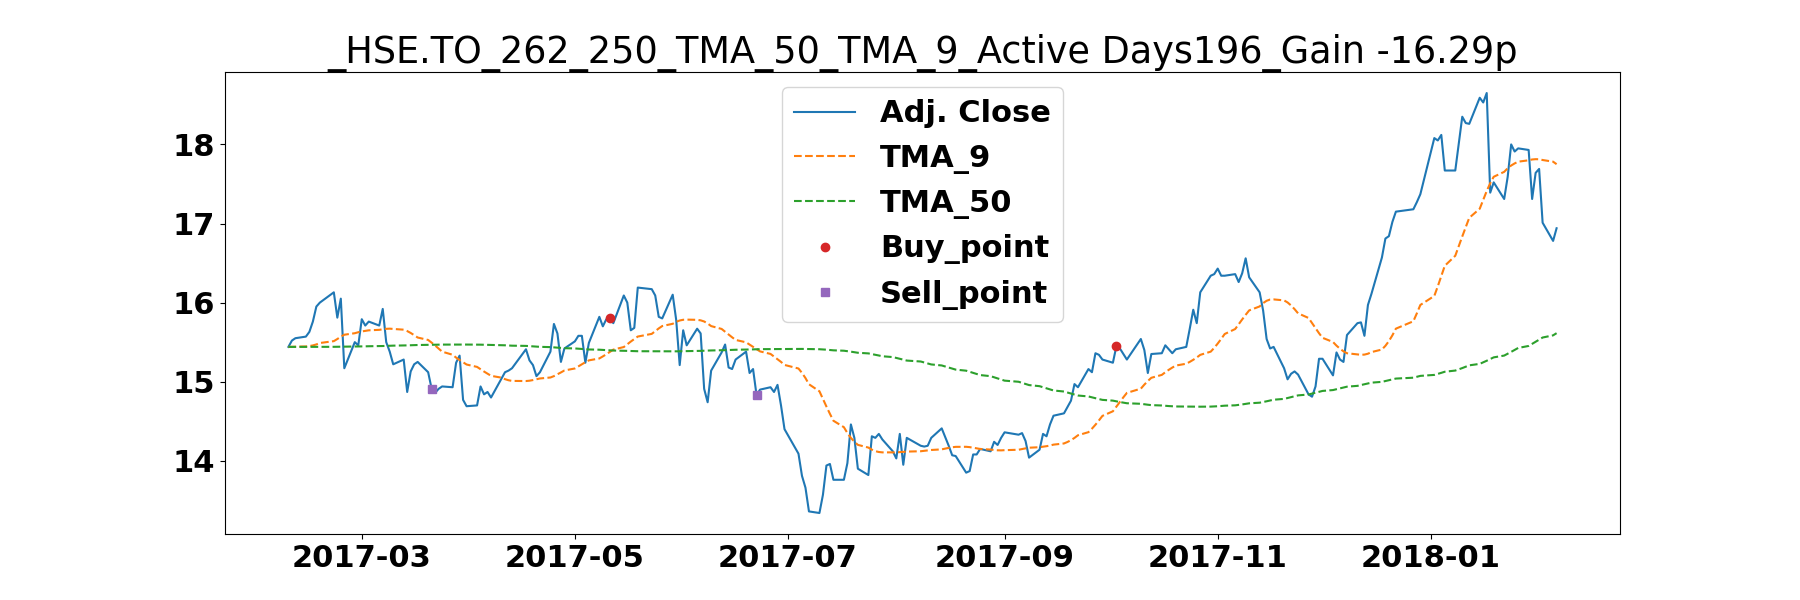 _HSE.TO_262_250_TMA_50_TMA_9_Active Days196_Gain -16.29p
Adj. Close
TMA_9
TMA_50
Buy_point
Sell_point
18
17
16
15
14
2017-03
2017-05
2017-07
2017-09
2017-11
2018-01